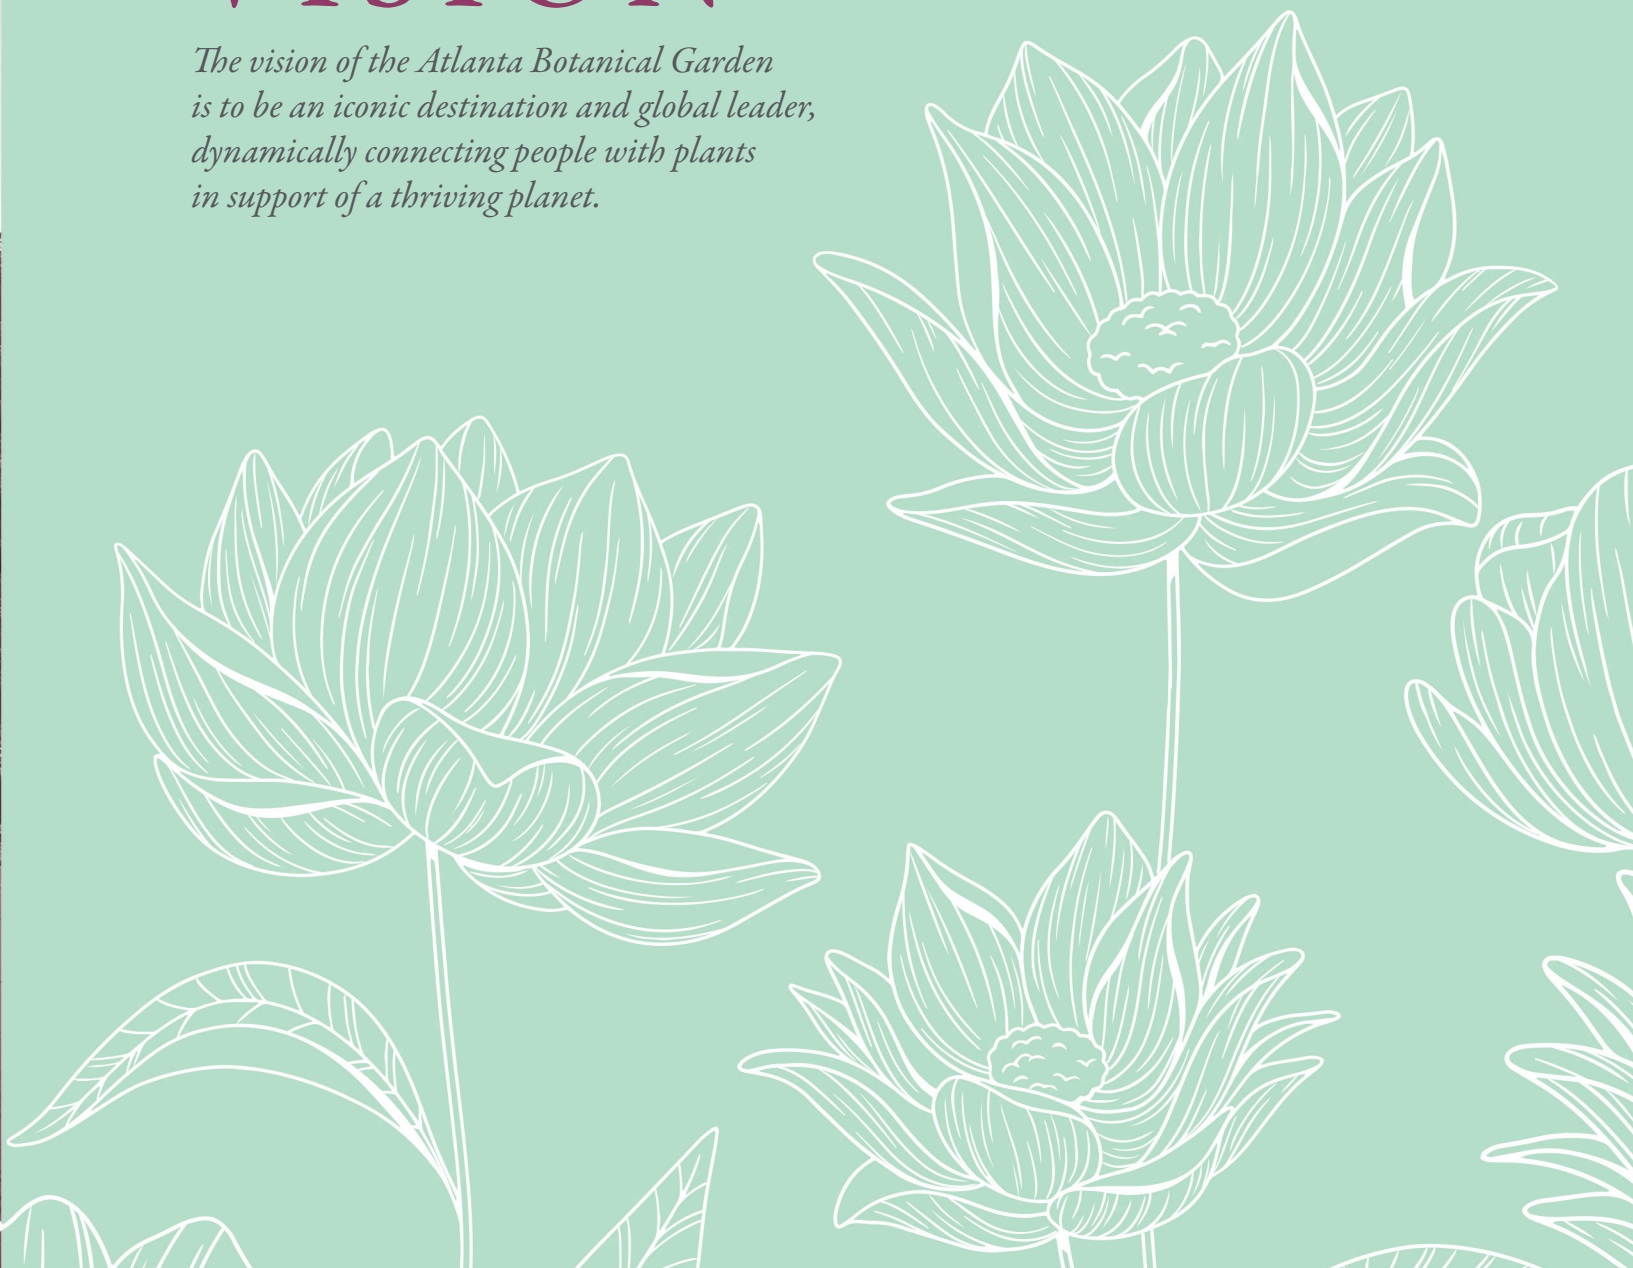 VISION
The vision of the Atlanta Botanical Garden
is to be an iconic destination and global leader,
dynamically connecting people with plants
in support of a thriving planet.